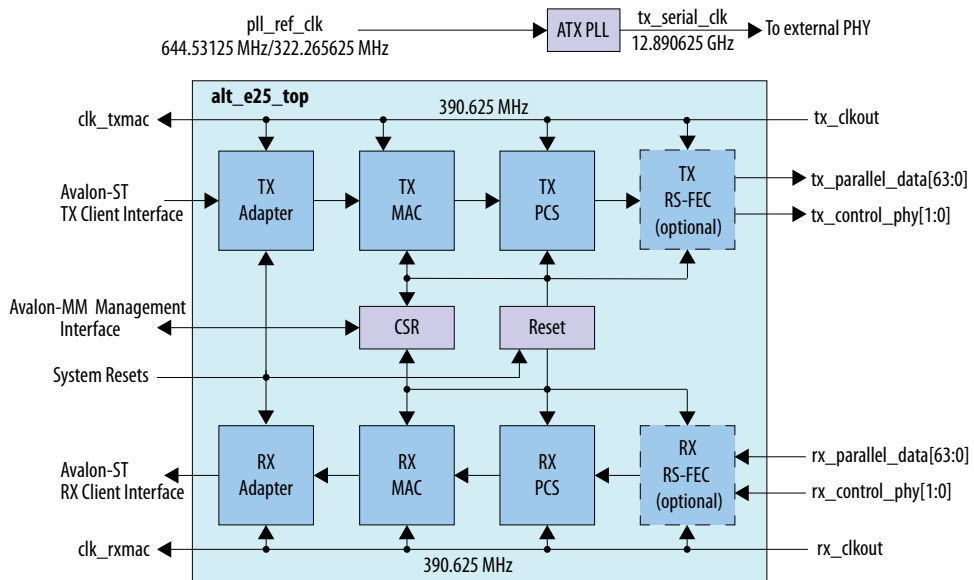 pll_ref_clk
644.53125 MHz/322.265625 MHz
ATX PLL
tx_serial_clk
12.890625 GHz
To external PHY
alt_e25_top
clk_txmac
390.625 MHz
tx_clkout
Avalon-ST
TX Client Interface
TX
Adapter
TX
MAC
TX
PCS
TX
RS-FEC
(optional)
tx_parallel_data[63:0]
tx_control_phy[1:0]
Avalon-MM Management
Interface
CSR
Reset
System Resets
Avalon-ST
RX Client Interface
RX
Adapter
RX
MAC
RX
PCS
RX
RS-FEC
(optional)
rx_parallel_data[63:0]
rx_control_phy[1:0]
clk_rxmac
390.625 MHz
rx_clkout